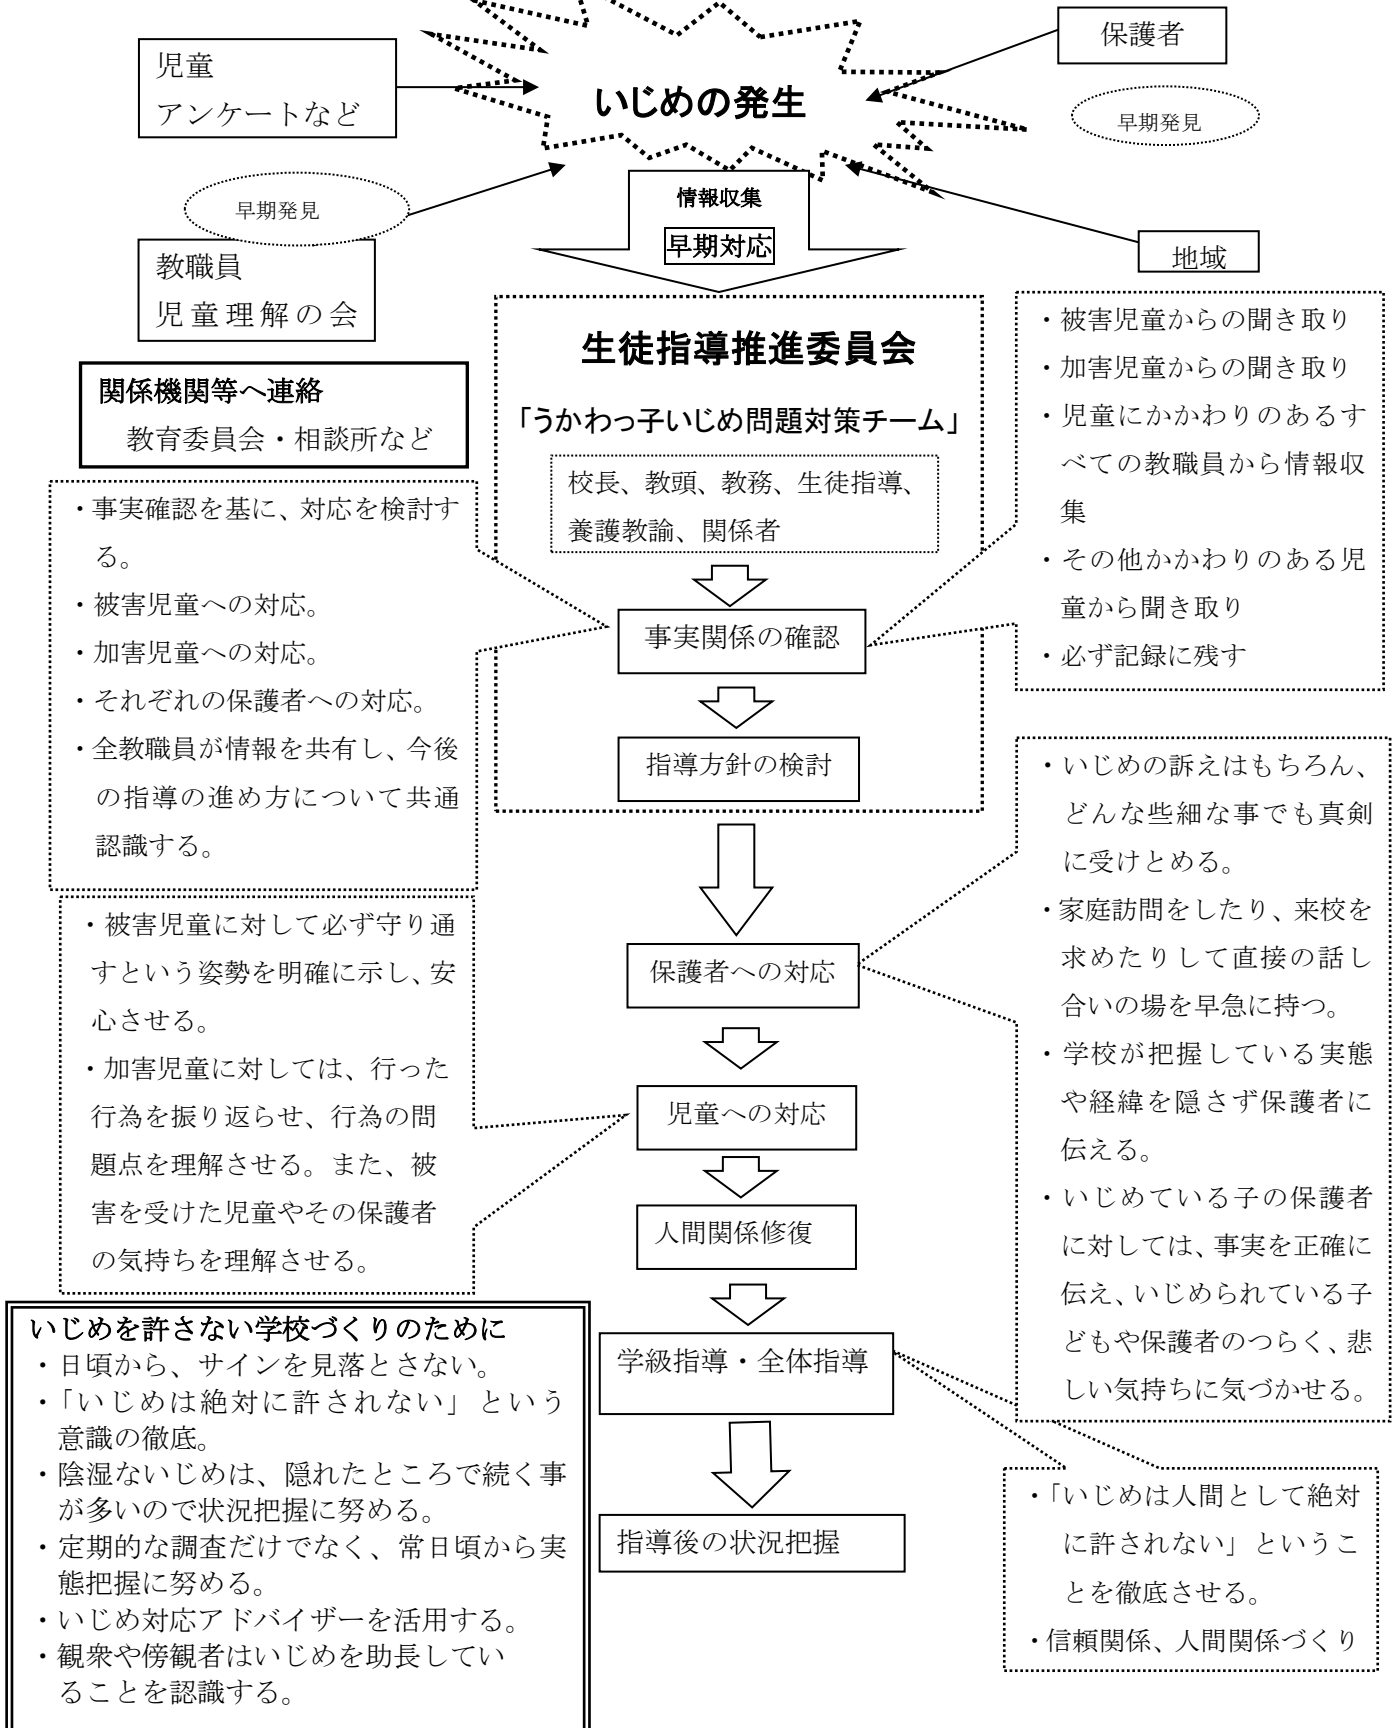 児童
アンケートなど
いじめの発生
保護者
早期発見
早期発見
教職員
児童理解の会
情報収集
早期対応
地域
関係機関等へ連絡
教育委員会・相談所など
生徒指導推進委員会
「うかわっ子いじめ問題対策チーム」
校長、教頭、教務、生徒指導、
養護教諭、関係者
・被害児童からの聞き取り
・加害児童からの聞き取り
・児童にかかわりのあるす
べての教職員から情報収
集
・その他かかわりのある児
童から聞き取り
・必ず記録に残す
・事実確認を基に、対応を検討す
る。
・被害児童への対応。
・加害児童への対応。
・それぞれの保護者への対応。
・全教職員が情報を共有し、今後
の指導の進め方について共通
認識する。
事実関係の確認
指導方針の検討
・いじめの訴えはもちろん、
どんな些細な事でも真剣
に受けとめる。
・家庭訪問をしたり、来校を
求めたりして直接の話し
合いの場を早急に持つ。
・学校が把握している実態
や経緯を隠さず保護者に
伝える。
・いじめている子の保護者
に対しては、事実を正確に
伝え、いじめられている子
どもや保護者のつらく、悲
しい気持ちに気づかせる。
保護者への対応
・被害児童に対して必ず守り通
すという姿勢を明確に示し、安
心させる。
・加害児童に対しては、行った
行為を振り返らせ、行為の問
題点を理解させる。また、被
害を受けた児童やその保護者
の気持ちを理解させる。
児童への対応
人間関係修復
学級指導・全体指導
指導後の状況把握
いじめを許さない学校づくりのために
・日頃から、サインを見落とさない。
・「いじめは絶対に許されない」という
意識の徹底。
・陰湿ないじめは、隠れたところで続く事
が多いので状況把握に努める。
・定期的な調査だけでなく、常日頃から実
態把握に努める。
・いじめ対応アドバイザーを活用する。
・観衆や傍観者はいじめを助長してい
ることを認識する。
・「いじめは人間として絶対
に許されない」というこ
とを徹底させる。
・信頼関係、人間関係づくり